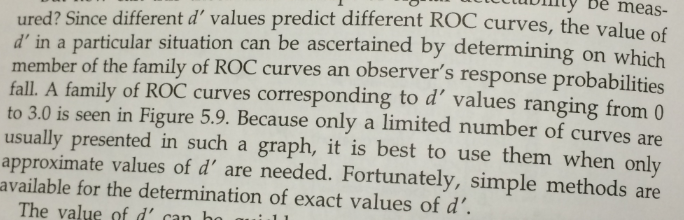 be meas-
ured? Since different d′ values predict different ROC curves, the value of
d′ in a particular situation can be ascertained by determining on which
member of the family of ROC curves an observer's response probabilities
fall. A family of ROC curves corresponding to d′ values ranging from 0
to 3.0 is seen in Figure 5.9. Because only a limited number of curves are
usually presented in such a graph, it is best to use them when only
approximate values of d′ are needed. Fortunately, simple methods are
available for the determination of exact values of d′.
The value of d′ can be